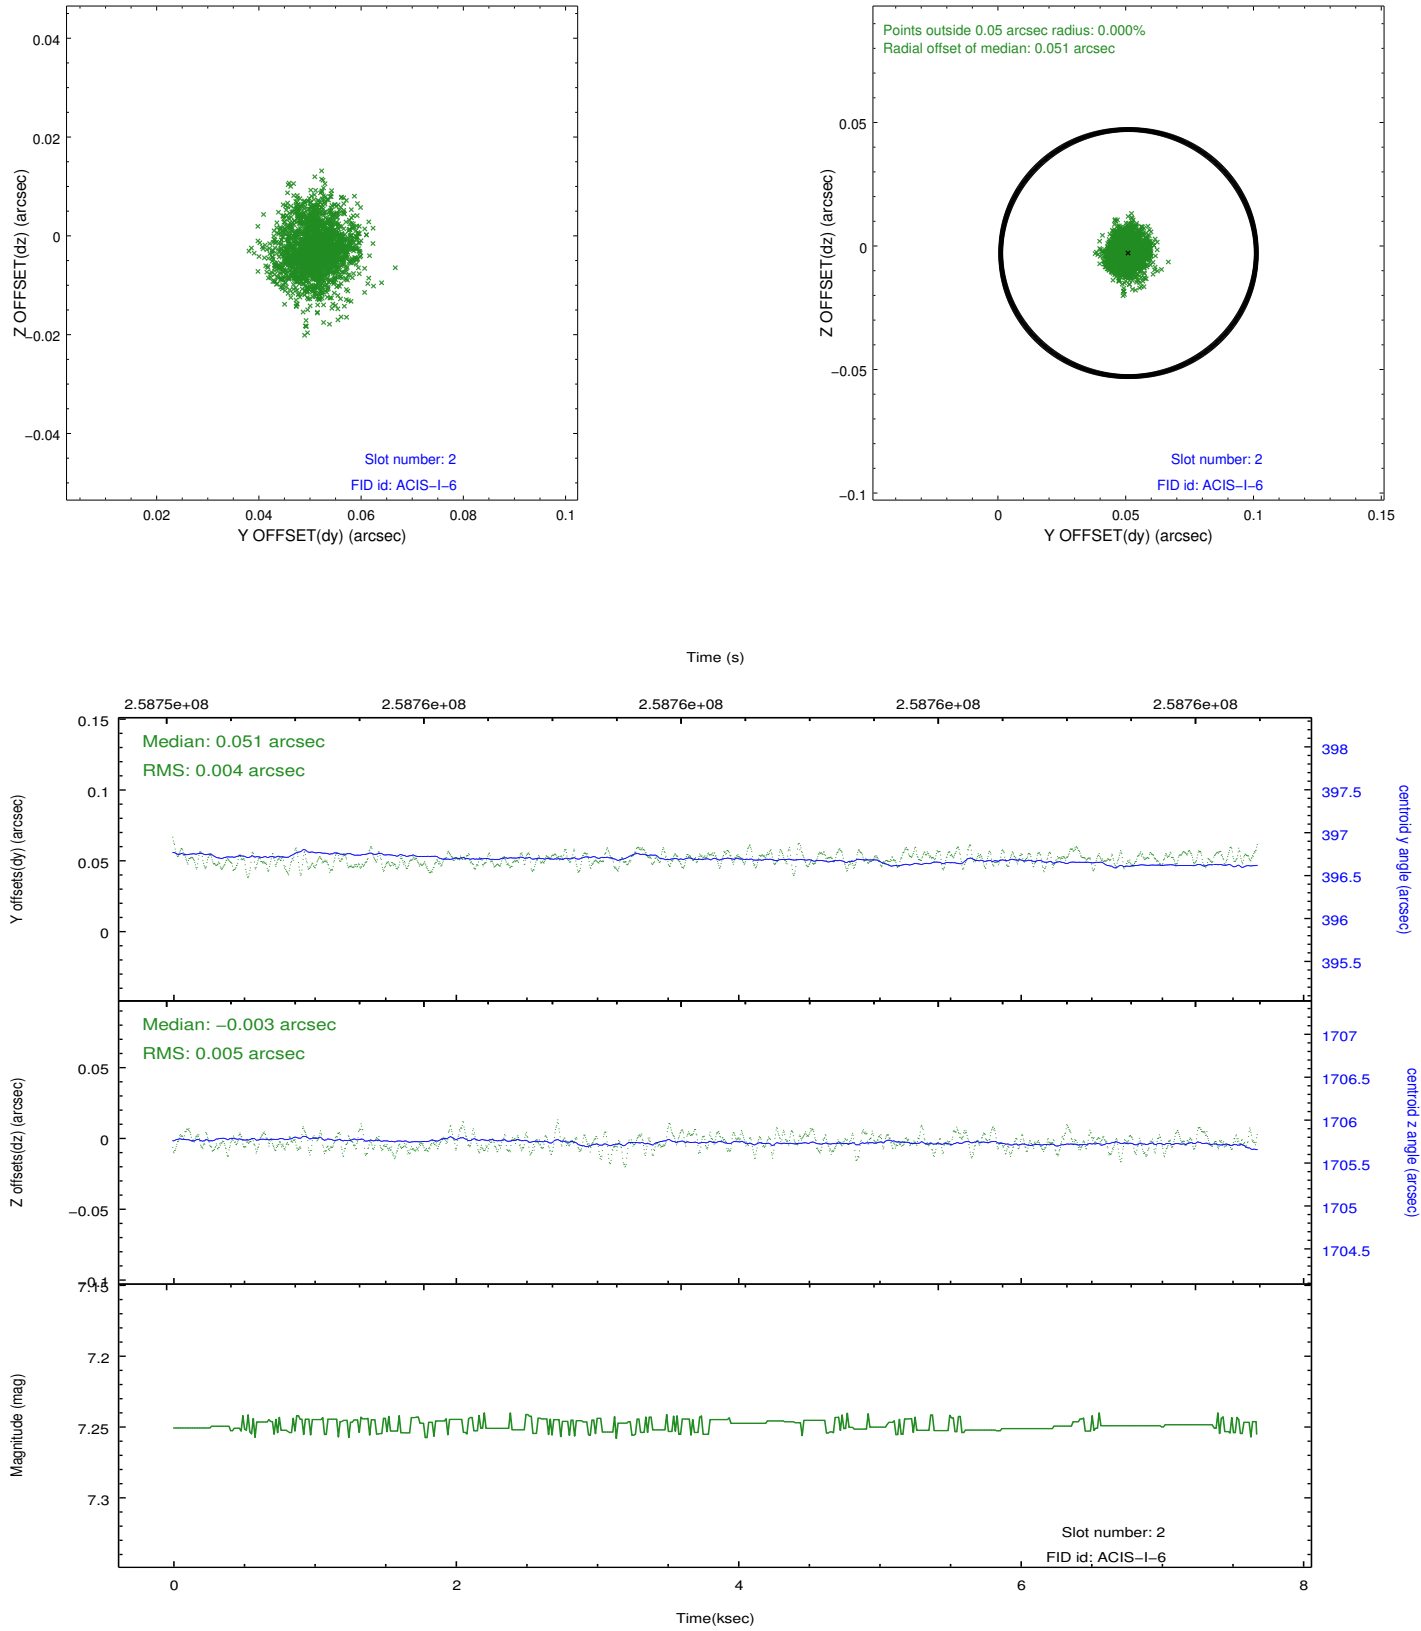 0.04
0.02
0
−0.02
−0.04
Z OFFSET(dz) (arcsec)
Slot number: 2
FID id: ACIS−I−6
0.02
0.04
0.06
0.08
0.1
Y OFFSET(dy) (arcsec)
Points outside 0.05 arcsec radius: 0.000%
Radial offset of median: 0.051 arcsec
0.05
0
−0.05
−0.1
Z OFFSET(dz) (arcsec)
Slot number: 2
FID id: ACIS−I−6
0
0.05
0.1
0.15
Y OFFSET(dy) (arcsec)
Time (s)
2.5875e+08
2.5876e+08
2.5876e+08
2.5876e+08
2.5876e+08
0.15
0.1
0.05
0
Y offsets(dy) (arcsec)
Median: 0.051 arcsec
RMS: 0.004 arcsec
398
397.5
397
396.5
396
395.5
centroid y angle (arcsec)
0.05
0
−0.05
−0.1
Z offsets(dz) (arcsec)
Median: −0.003 arcsec
RMS: 0.005 arcsec
1707
1706.5
1706
1705.5
1705
1704.5
centroid z angle (arcsec)
7.15
7.2
7.25
7.3
Magnitude (mag)
Slot number: 2
FID id: ACIS−I−6
0
2
4
6
8
Time(ksec)